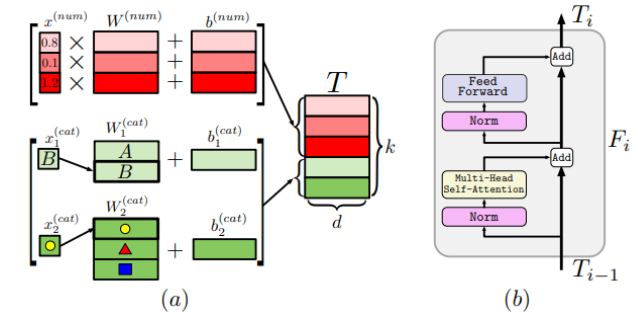 x^(num) W^(num) b^(num)
0.8 × +
0.1 × +
1.2 × +
x_1^(cat) W_1^(cat) b_1^(cat)
B A +
B
x_2^(cat) W_2^(cat) b_2^(cat)
+
T
k
d
(a)
T_i
Add
Feed
Forward
Norm
F_i
Add
Multi-Head
Self-Attention
Norm
T_{i-1}
(b)